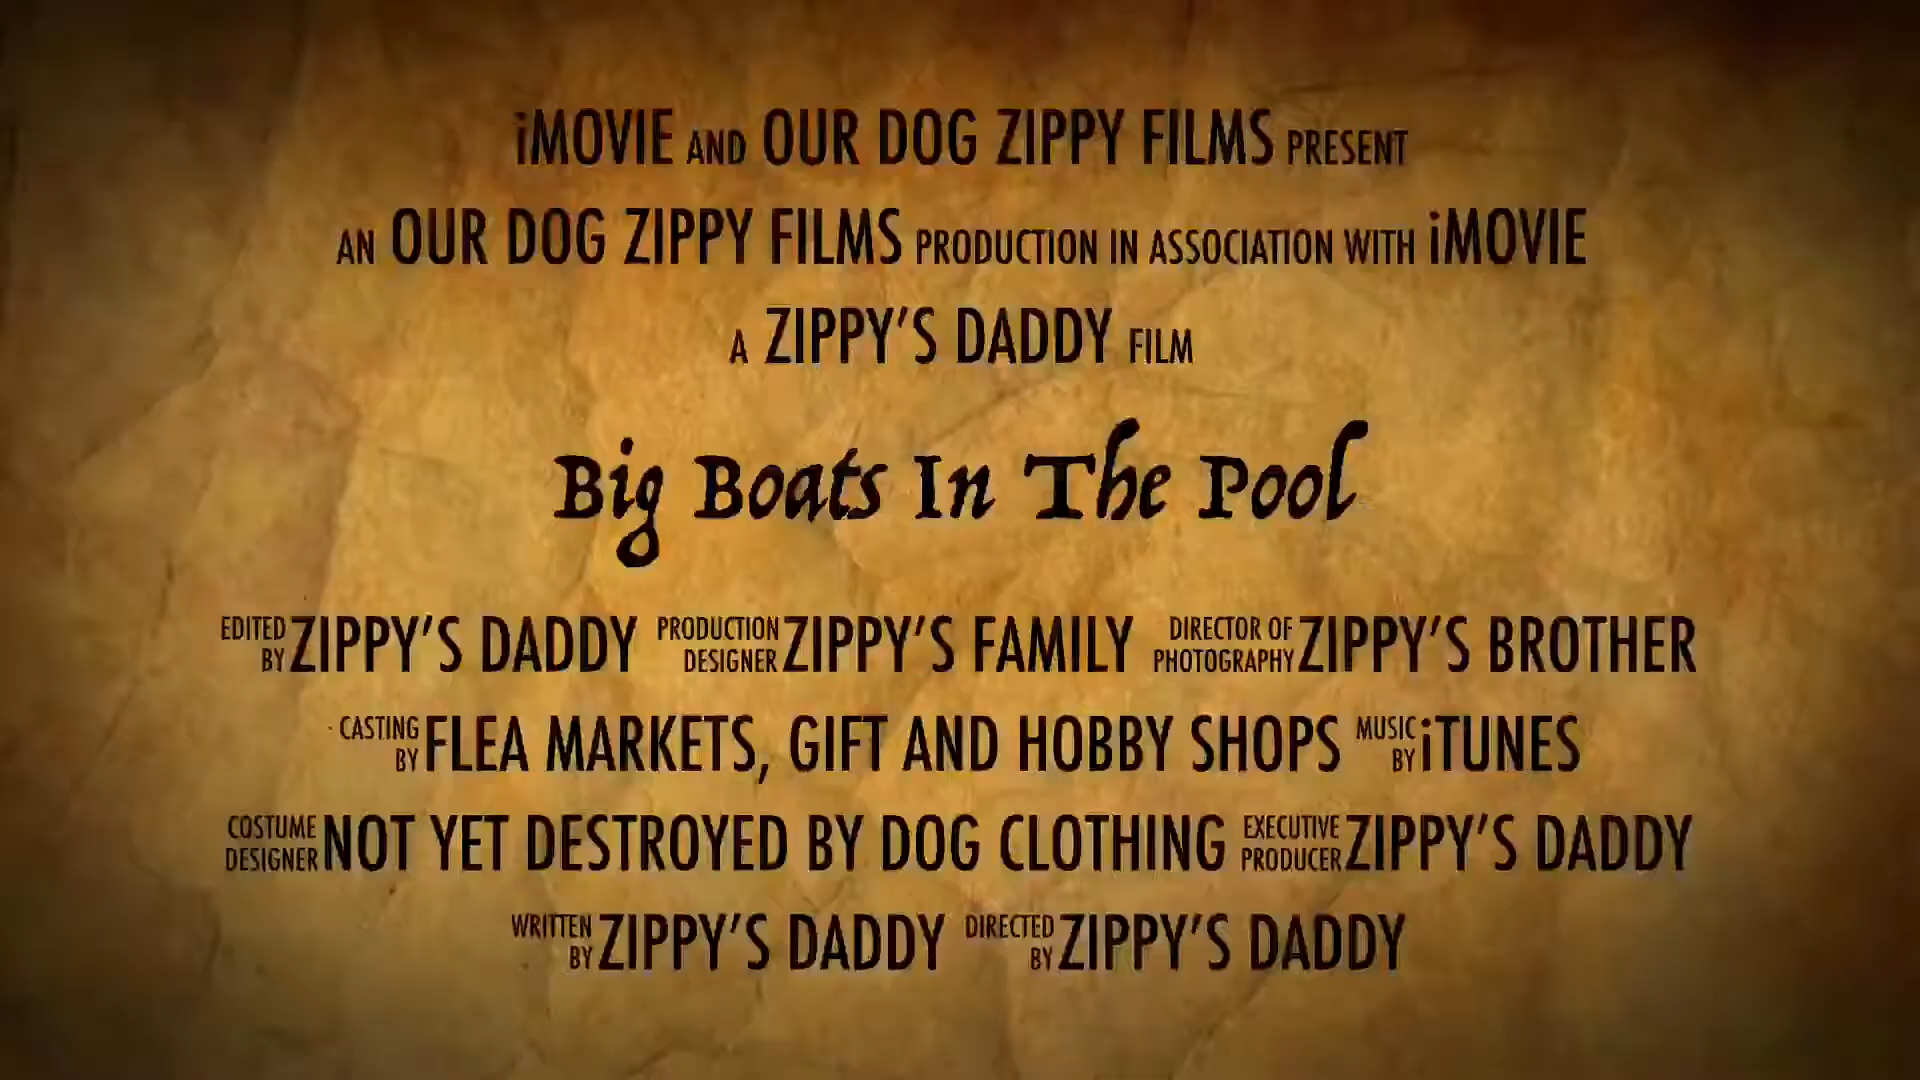 iMOVIE AND OUR DOG ZIPPY FILMS PRESENT
AN OUR DOG ZIPPY FILMS PRODUCTION IN ASSOCIATION WITH iMOVIE
A ZIPPY'S DADDY FILM
Big Boats In The Pool
EDITED BY ZIPPY'S DADDY PRODUCTION DESIGNER ZIPPY'S FAMILY DIRECTOR OF PHOTOGRAPHY ZIPPY'S BROTHER
CASTING BY FLEA MARKETS, GIFT AND HOBBY SHOPS MUSIC BY iTUNES
COSTUME DESIGNER NOT YET DESTROYED BY DOG CLOTHING EXECUTIVE PRODUCER ZIPPY'S DADDY
WRITTEN BY ZIPPY'S DADDY DIRECTED BY ZIPPY'S DADDY